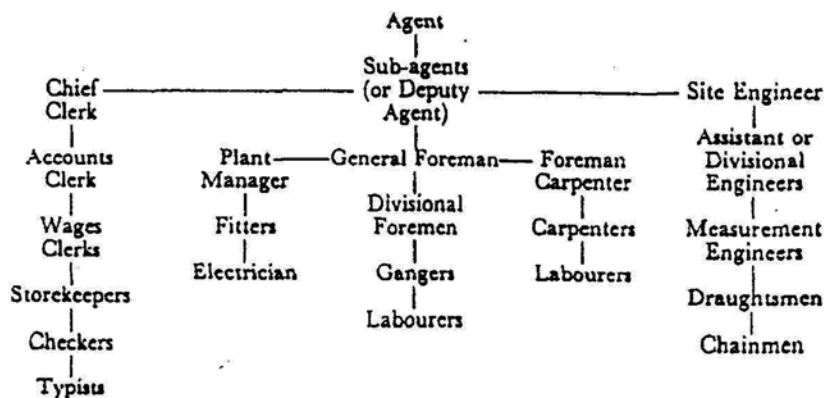 Agent
Sub-agents
Chief (or Deputy Site Engineer
Clerk Agent)
Assistant or
Accounts Plant General Foreman Foreman Divisional
Clerk Manager Carpenter Engineers
Divisional
Wages Fitters Foremen Carpenters Measurement
Clerks Engineers
Electrician Gangers Labourers
Storekeepers Draughtsmen
Labourers
Checkers Chainmen
Typists